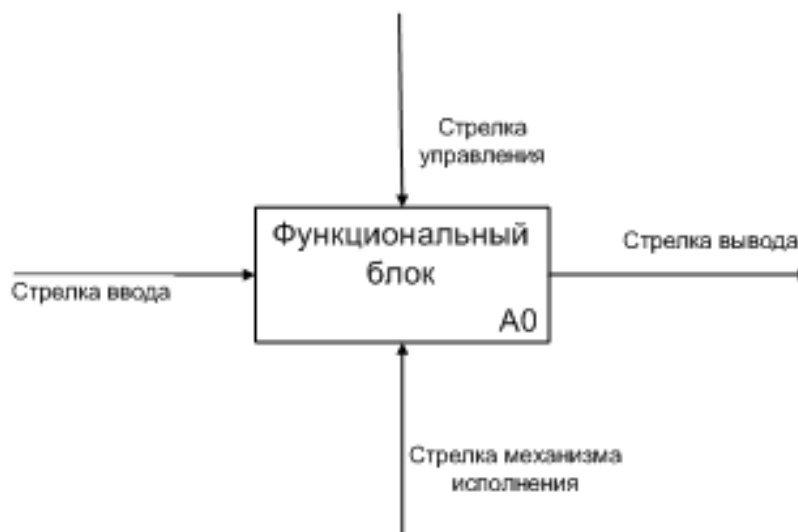 Стрелка
управления
Функциональный
блок
A0
Стрелка ввода
Стрелка вывода
Стрелка механизма
исполнения